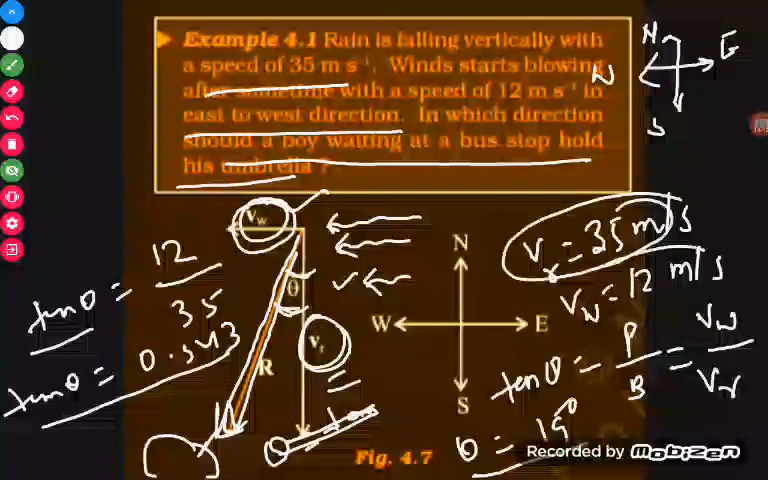 Example 4.1 Rain is falling vertically with
a speed of 35 m s⁻¹. Winds starts blowing
after sometime with a speed of 12 m s⁻¹ in
east to west direction. In which direction
should a boy waiting at a bus stop hold
his umbrella ?
N
E
S
vw
θ
vr
R
N
W E
S
Fig. 4.7
tanθ = 12/35
tanθ = 0.343
Vr = 35 m/s
Vw = 12 m/s
tanθ = P/B = Vw/Vr
θ = 19°
Recorded by Mobizen